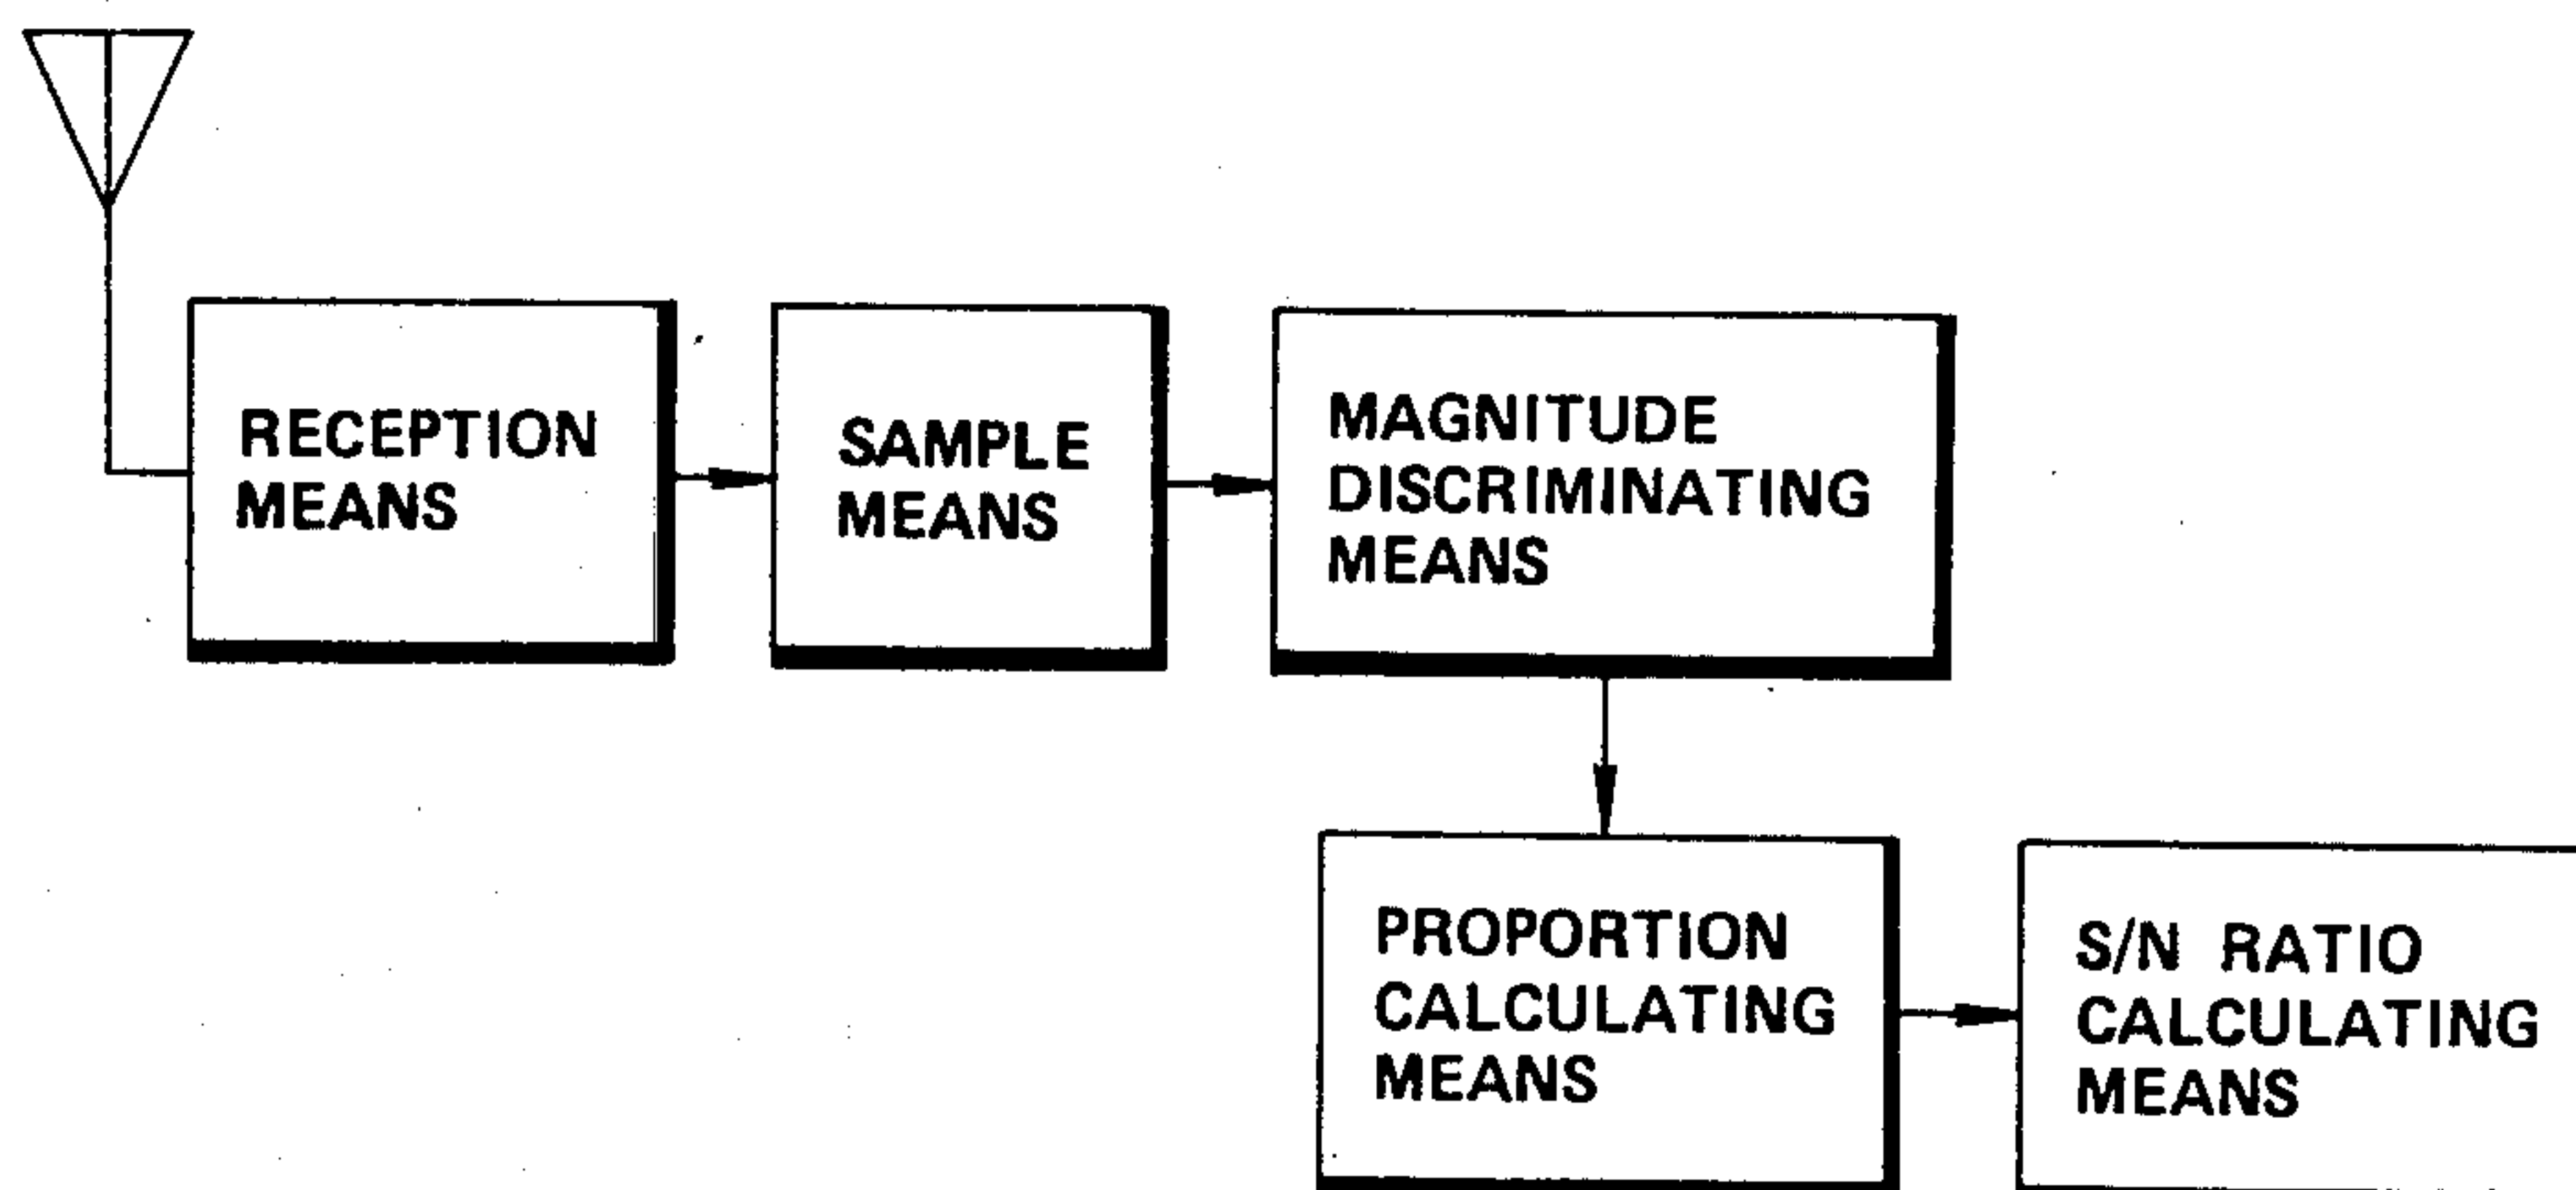 RECEPTION
MEANS
SAMPLE
MEANS
MAGNITUDE
DISCRIMINATING
MEANS
PROPORTION
CALCULATING
MEANS
S/N RATIO
CALCULATING
MEANS